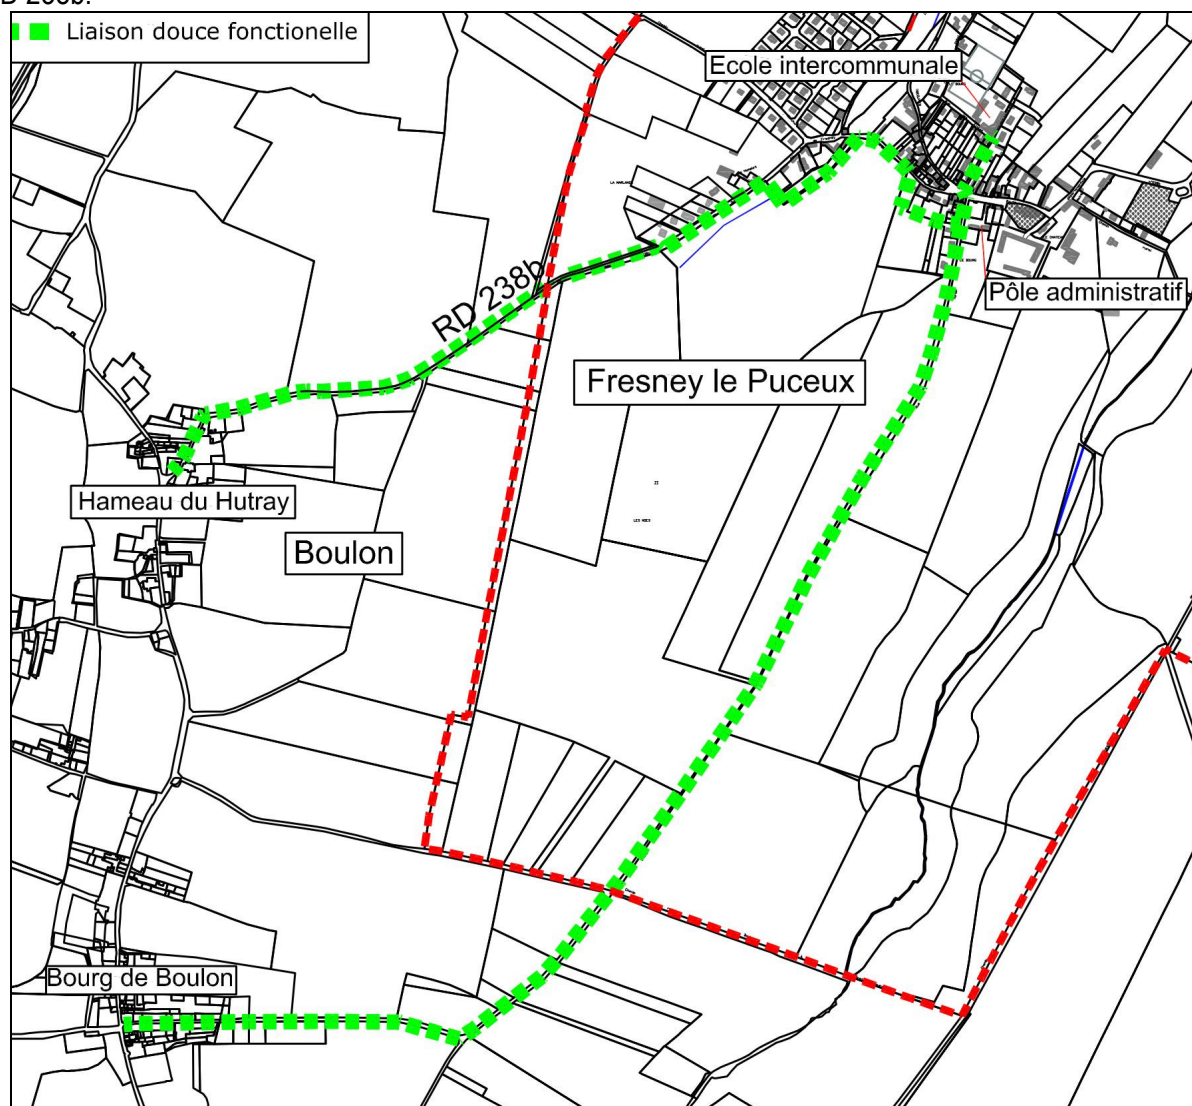 D 238b.
Liaison douce fonctionelle
Ecole intercommunale
RD 238b
Pôle administratif
Fresney le Puceux
Hameau du Hutray
Boulon
Bourg de Boulon